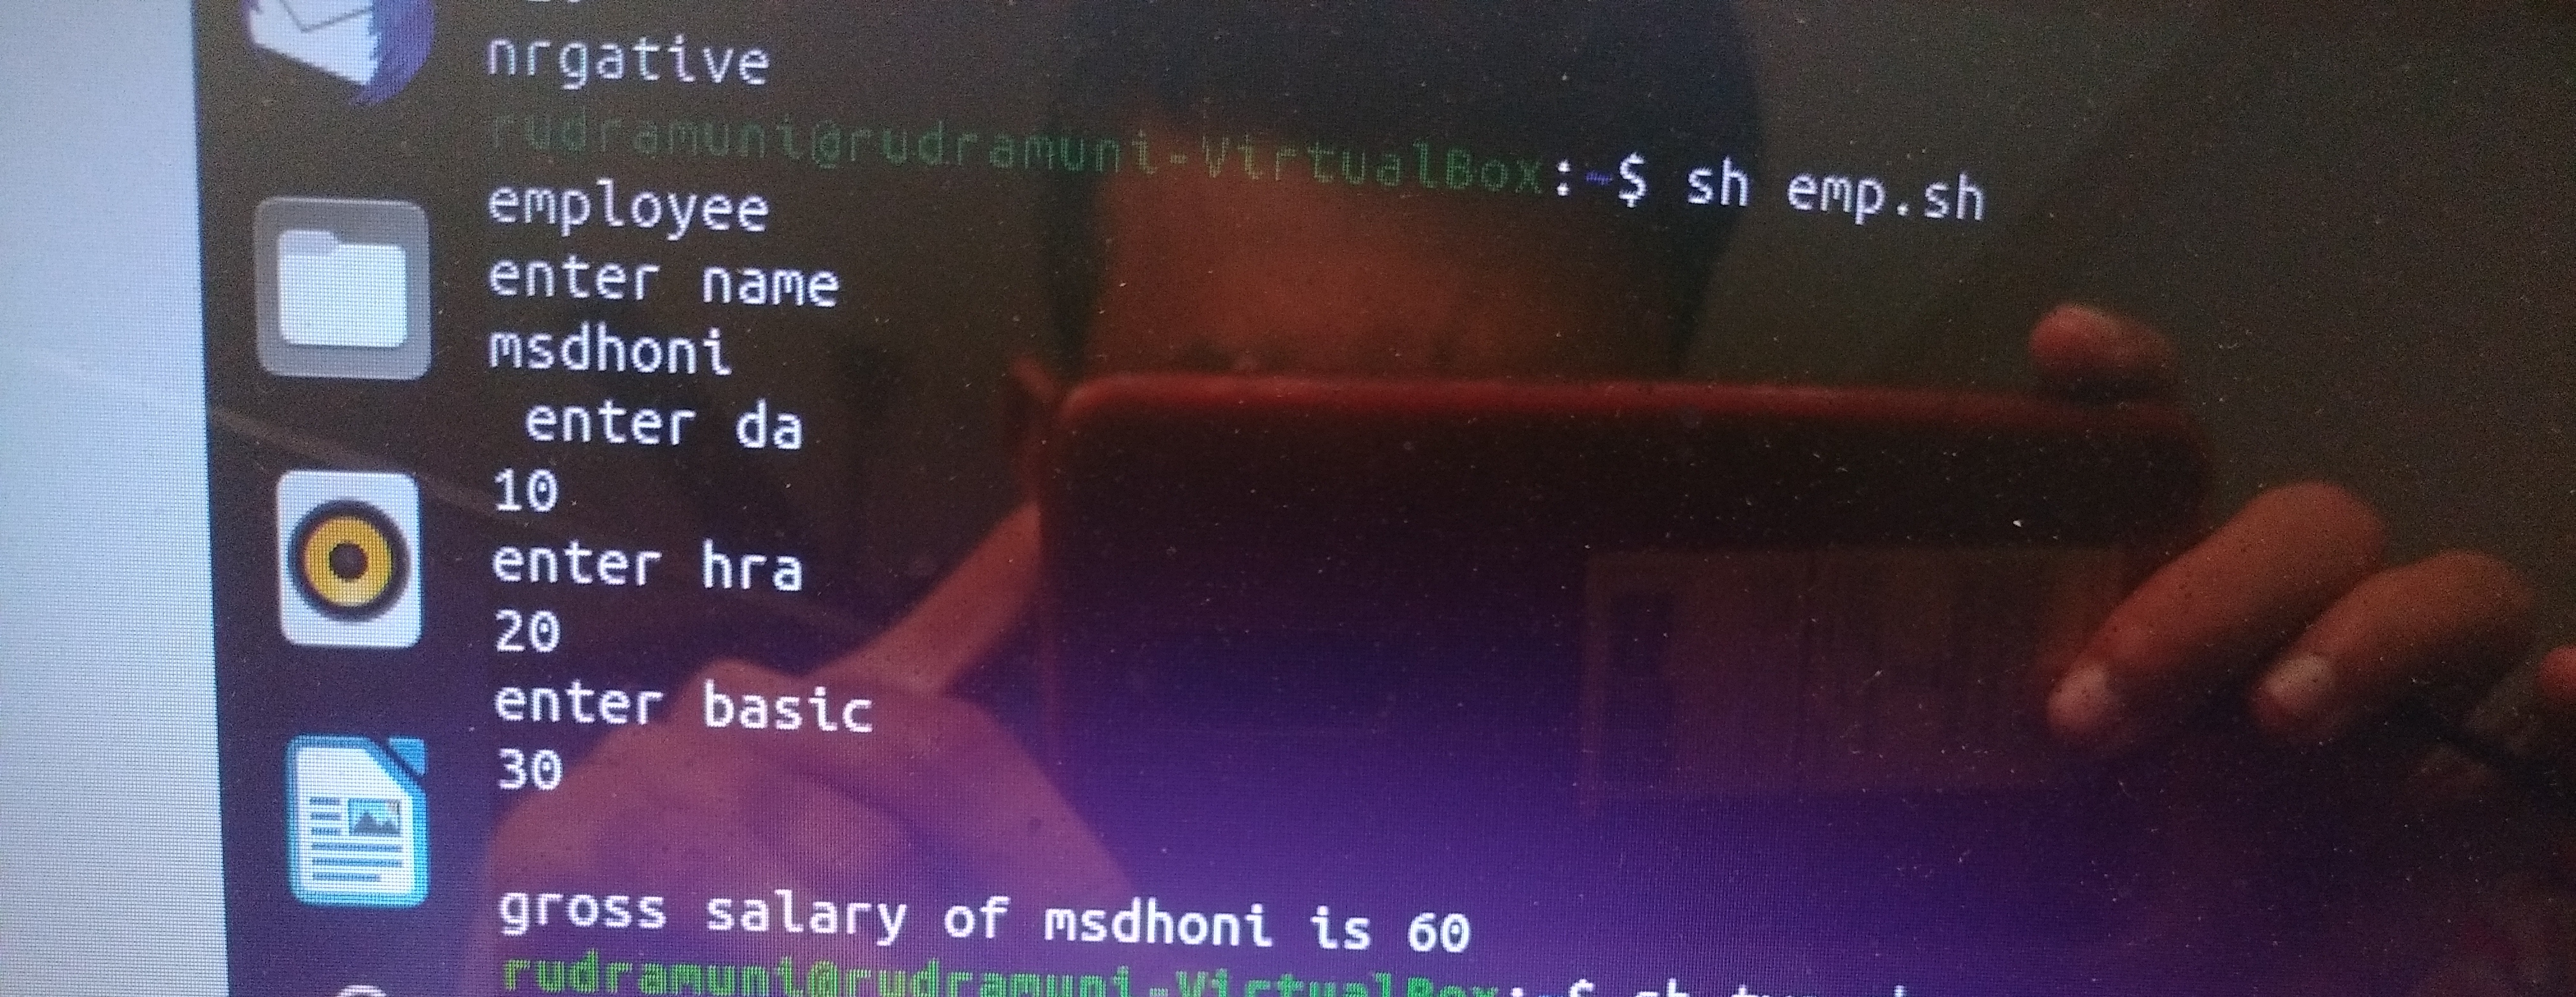 nrgative
rudramuni@rudramuni-VirtualBox:~$ sh emp.sh
employee
enter name
msdhoni
enter da
10
enter hra
20
enter basic
30
gross salary of msdhoni is 60
rudramuni@rudramuni-VirtualBox:~$ sh